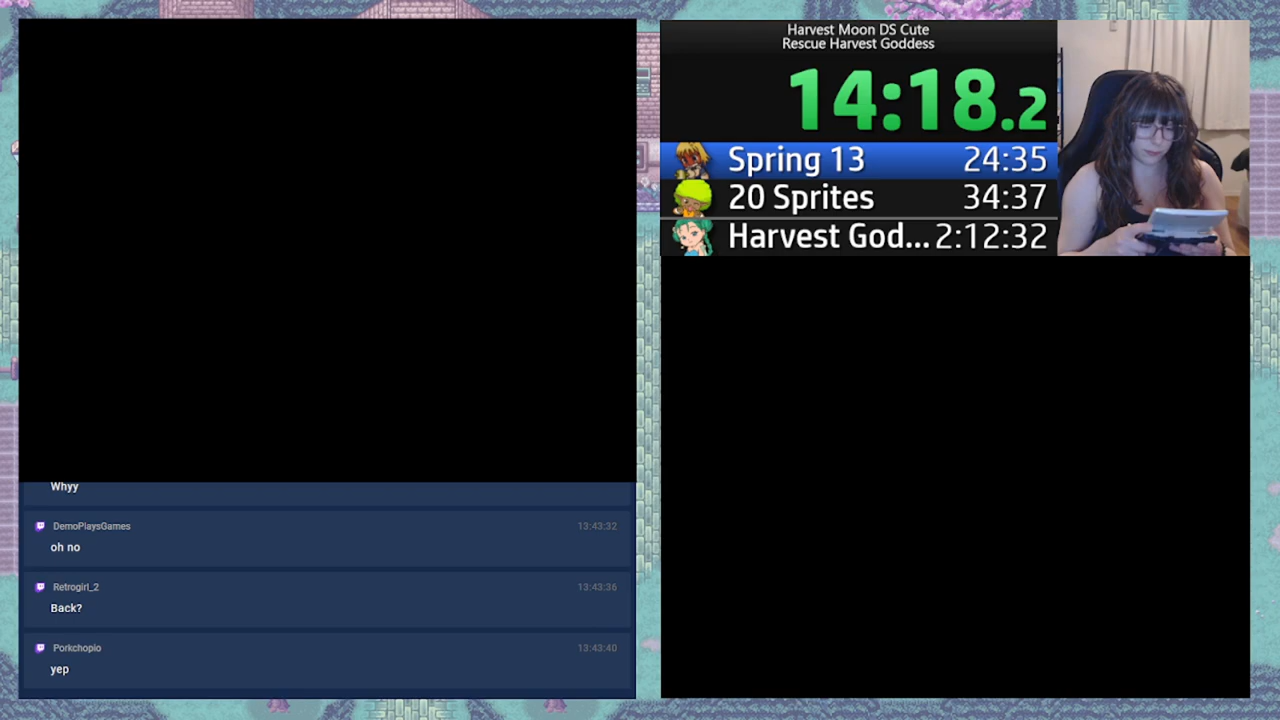 Harvest Moon DS Cute
Rescue Harvest Goddess
14:18.2
Spring 13 24:35
20 Sprites 34:37
Harvest God... 2:12:32
Whyy
DemoPlaysGames 13:43:32
oh no
Retrogirl_2 13:43:36
Back?
Porkchopio 13:43:40
yep